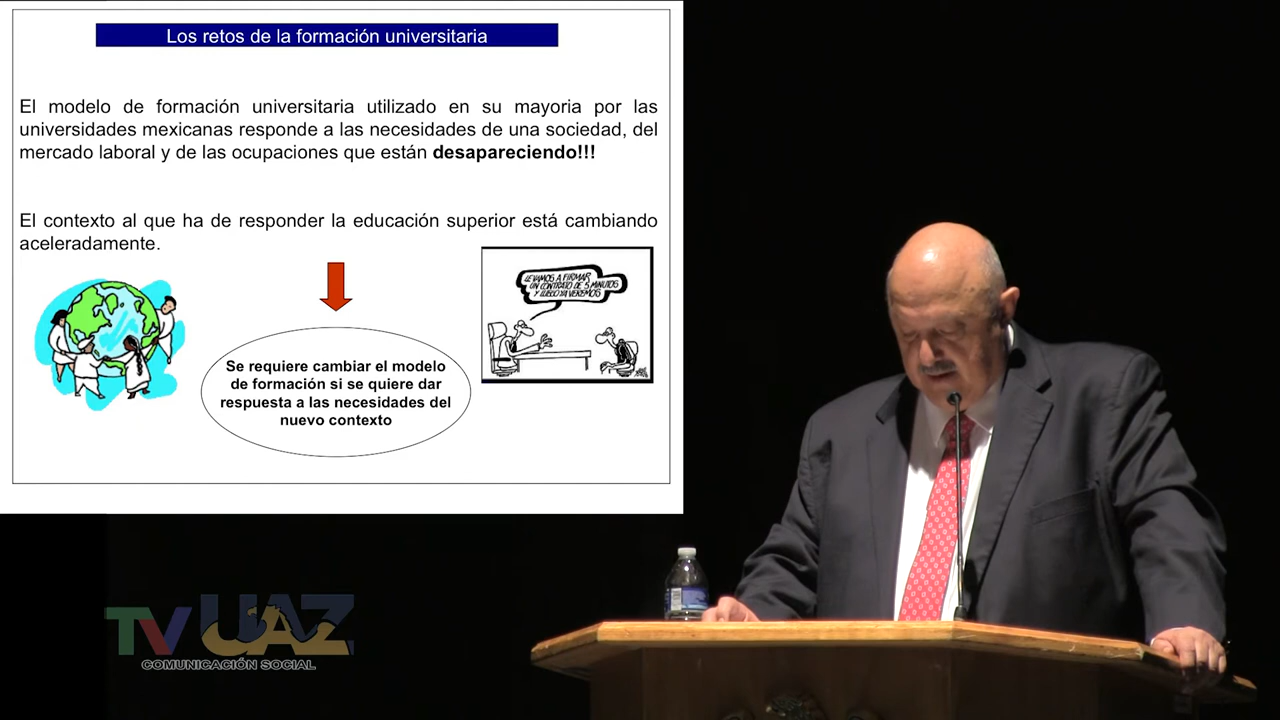 Los retos de la formación universitaria
El modelo de formación universitaria utilizado en su mayoria por las
universidades mexicanas responde a las necesidades de una sociedad, del
mercado laboral y de las ocupaciones que están desapareciendo!!!
El contexto al que ha de responder la educación superior está cambiando
aceleradamente.
LE VAMOS A FIRMAR
UN CONTRATO DE 5 MINUTOS
Y LUEGO YA VEREMOS
Se requiere cambiar el modelo
de formación si se quiere dar
respuesta a las necesidades del
nuevo contexto
TV UAZ
COMUNICACIÓN SOCIAL